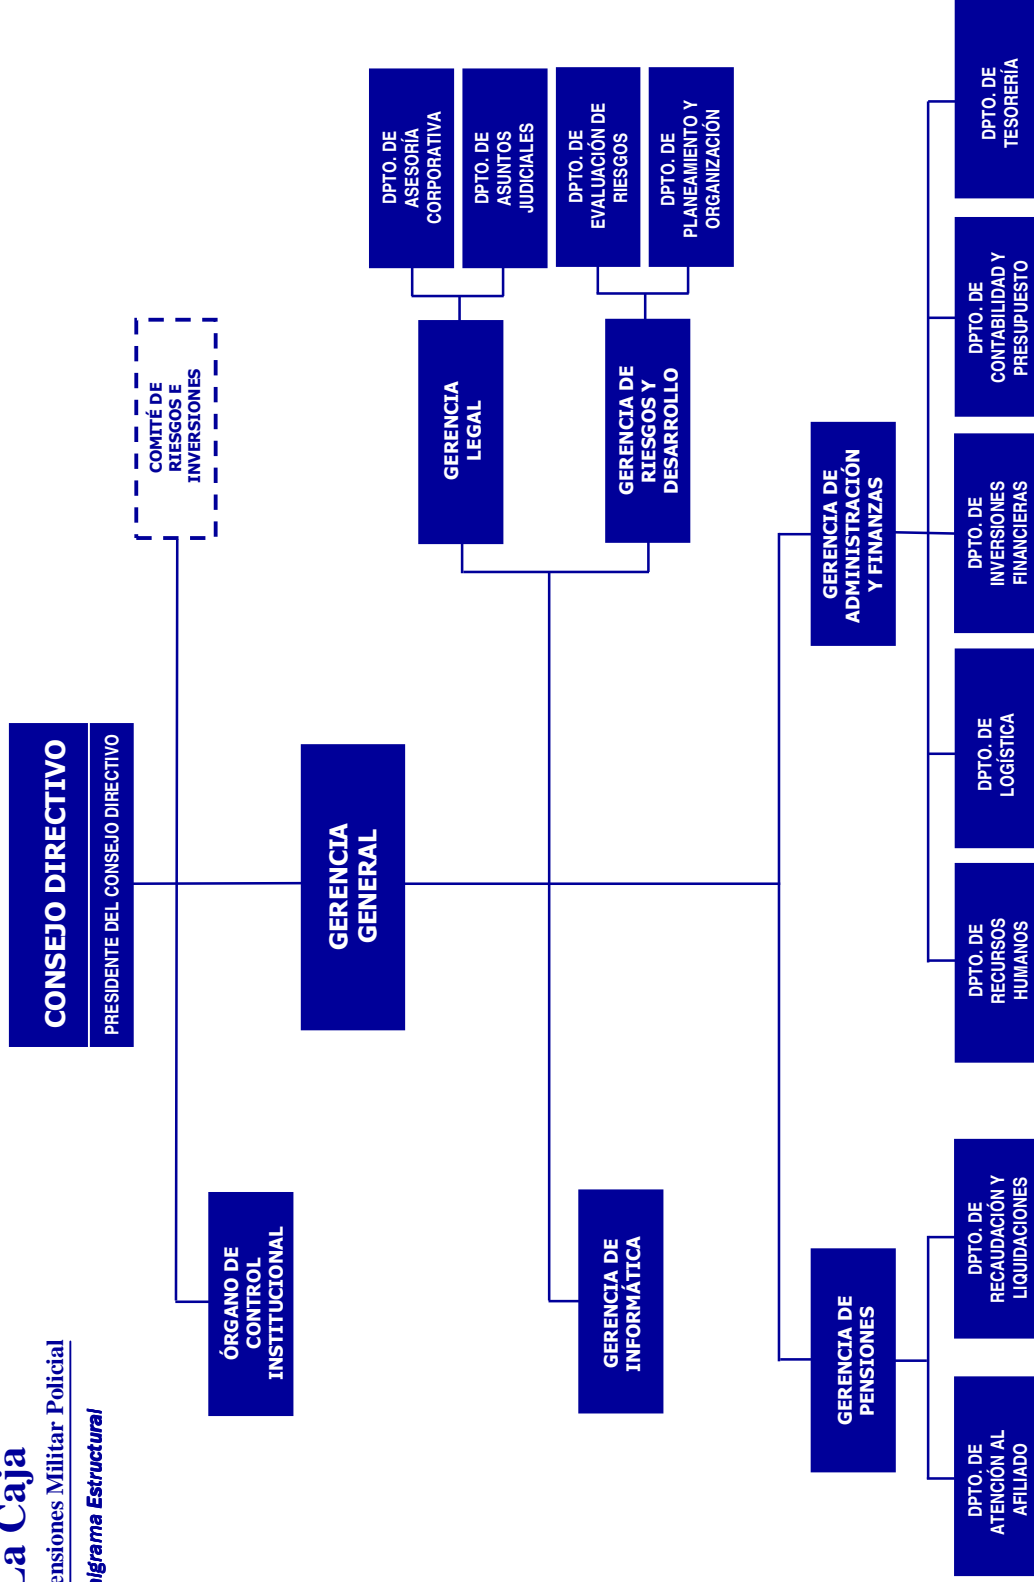 La Caja
ensiones Militar Policial
igrama Estructural
CONSEJO DIRECTIVO
PRESIDENTE DEL CONSEJO DIRECTIVO
COMITÉ DE
RIESGOS E
INVERSIONES
ÓRGANO DE
CONTROL
INSTITUCIONAL
GERENCIA
GENERAL
GERENCIA
LEGAL
DPTO. DE
ASESORÍA
CORPORATIVA
DPTO. DE
ASUNTOS
JUDICIALES
GERENCIA DE
INFORMÁTICA
GERENCIA DE
RIESGOS Y
DESARROLLO
DPTO. DE
EVALUACIÓN DE
RIESGOS
DPTO. DE
PLANEAMIENTO Y
ORGANIZACIÓN
GERENCIA DE
PENSIONES
GERENCIA DE
ADMINISTRACIÓN
Y FINANZAS
DPTO. DE
ATENCIÓN AL
AFILIADO
DPTO. DE
RECAUDACIÓN Y
LIQUIDACIONES
DPTO. DE
RECURSOS
HUMANOS
DPTO. DE
LOGÍSTICA
DPTO. DE
INVERSIONES
FINANCIERAS
DPTO. DE
CONTABILIDAD Y
PRESUPUESTO
DPTO. DE
TESORERÍA